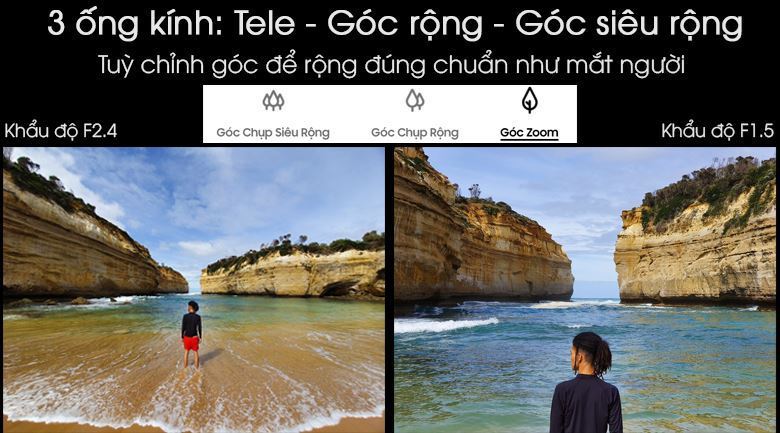 3 ống kính: Tele - Góc rộng - Góc siêu rộng
Tuỳ chỉnh góc để rộng đúng chuẩn như mắt người
Góc Chụp Siêu Rộng
Góc Chụp Rộng
Góc Zoom
Khẩu độ F2.4
Khẩu độ F1.5